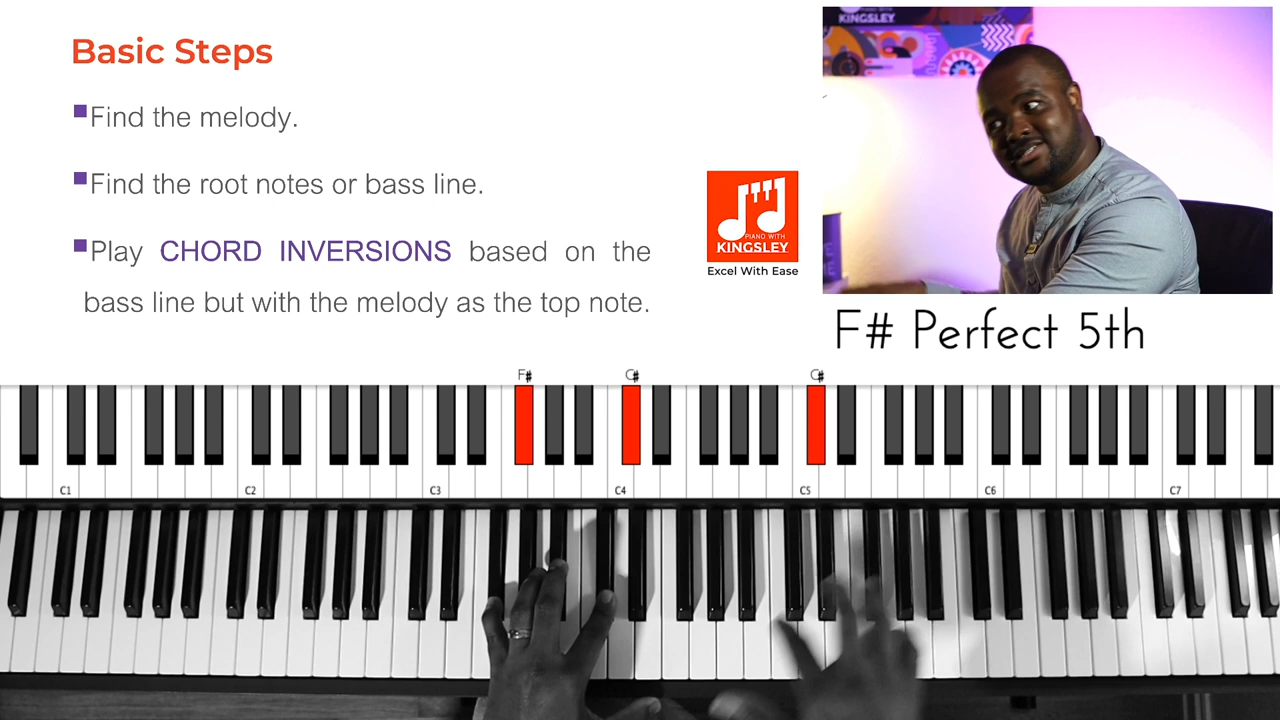 Basic Steps
Find the melody.
Find the root notes or bass line.
Play CHORD INVERSIONS based on the
bass line but with the melody as the top note.
PIANO WITH
KINGSLEY
Excel With Ease
KINGSLEY
F# Perfect 5th
F# C# C#
C1 C2 C3 C4 C5 C6 C7